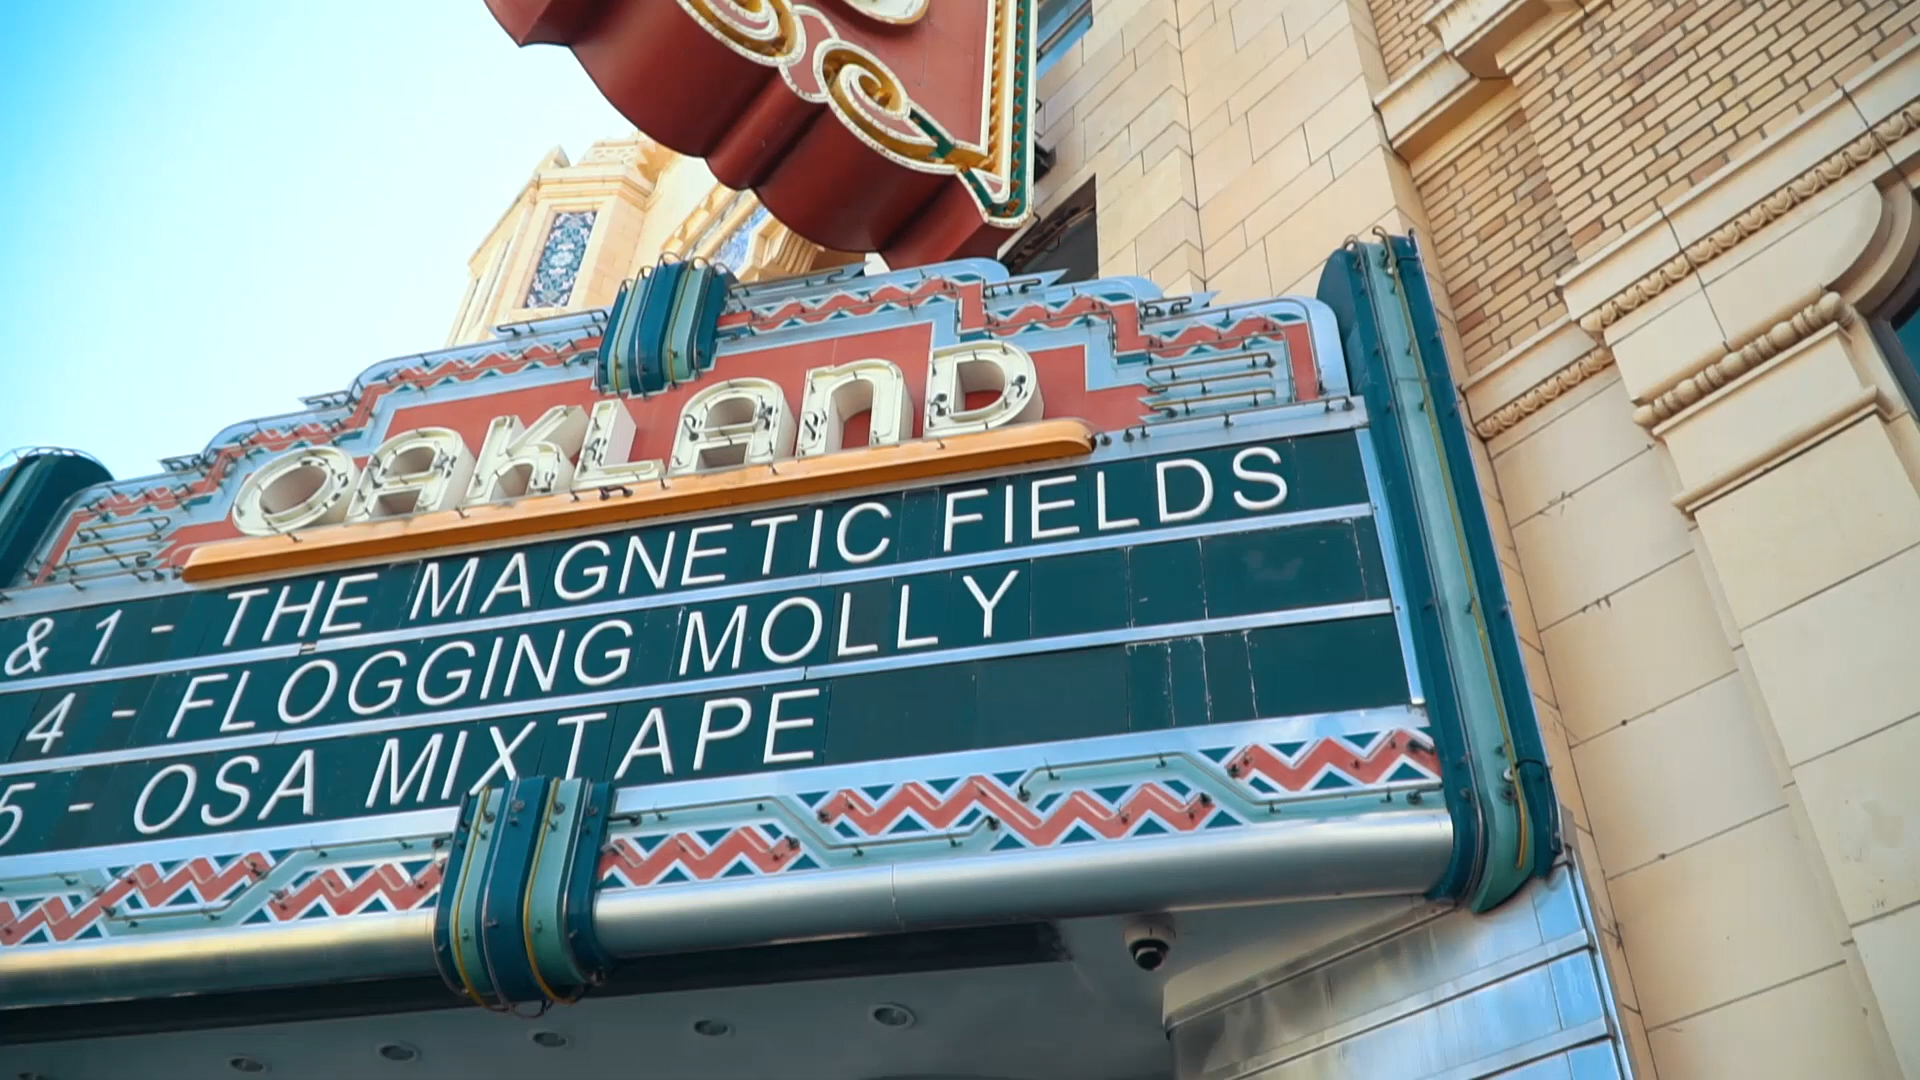 OAKLAND
& 1 - THE MAGNETIC FIELDS
4 - FLOGGING MOLLY
5 - OSA MIXTAPE